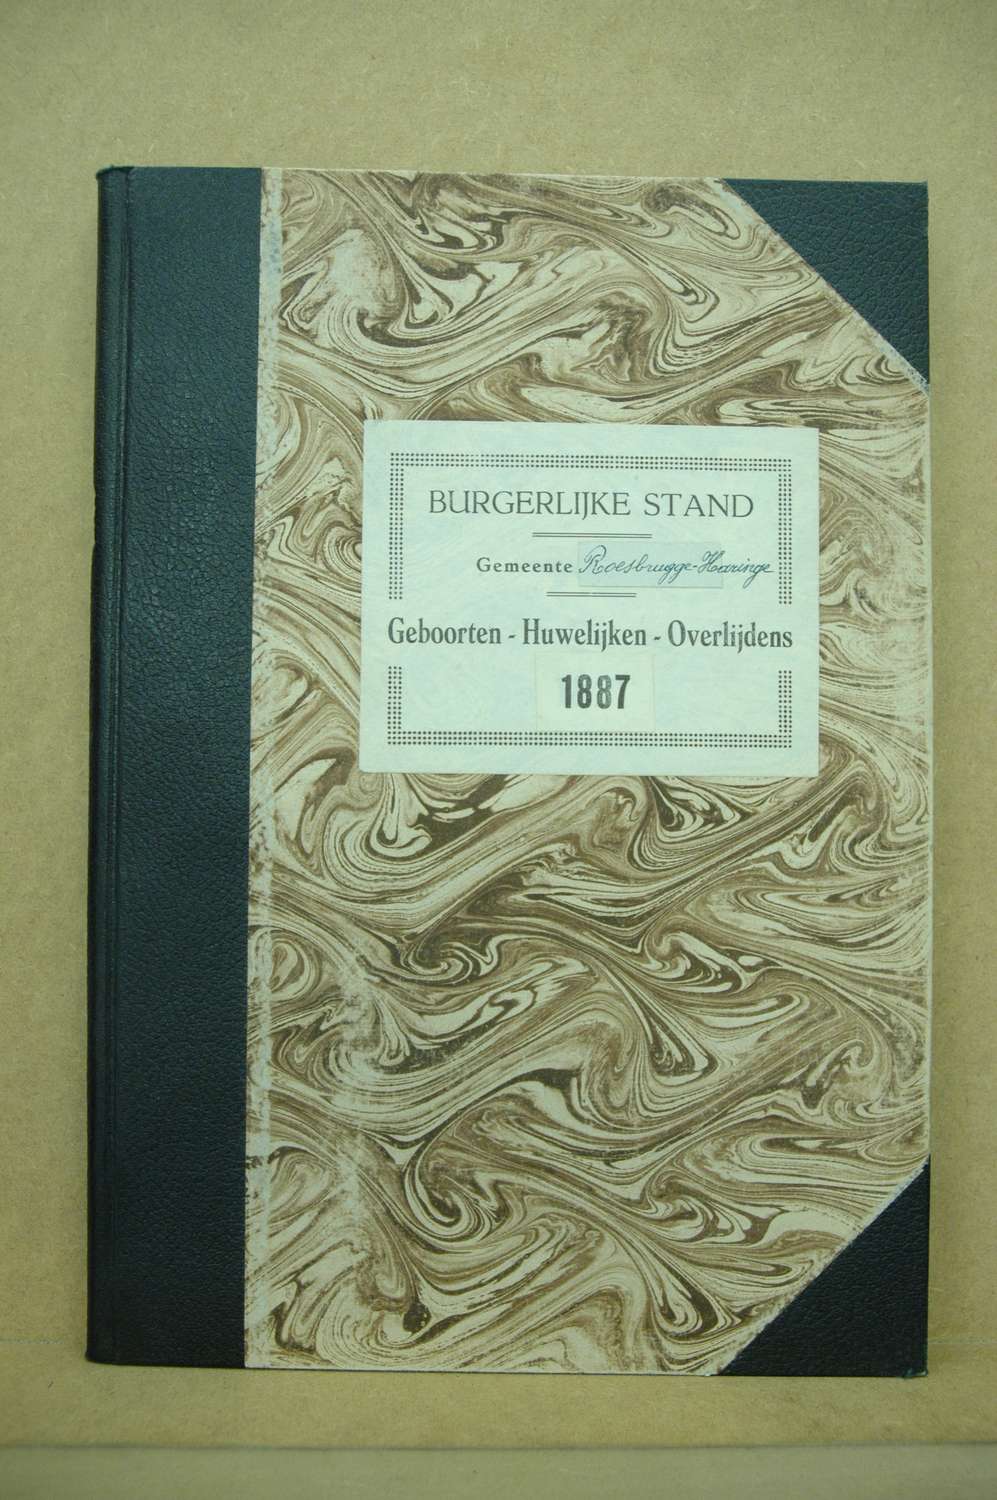 BURGERLIJKE STAND
Gemeente Roesbrugge-Haringe
Geboorten - Huwelijken - Overlijdens
1887